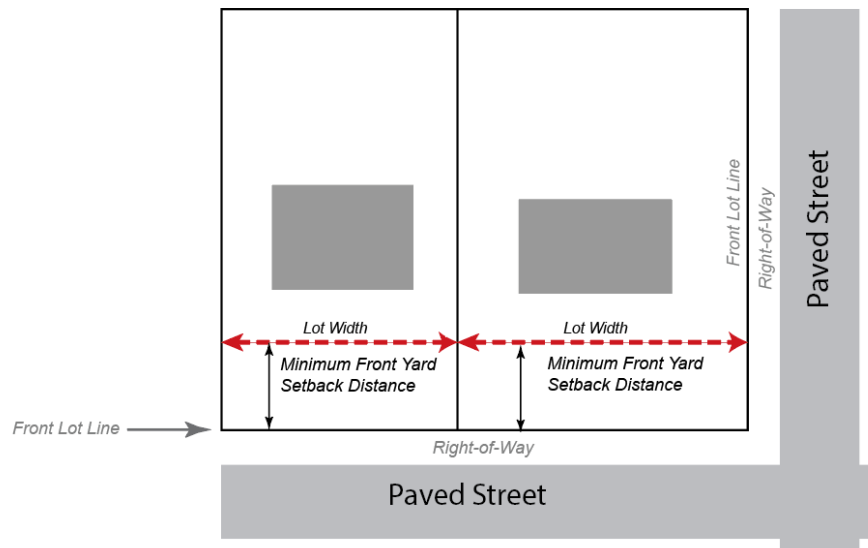 Front Lot Line
Right-of-Way
Paved Street
Lot Width
Lot Width
Minimum Front Yard
Setback Distance
Minimum Front Yard
Setback Distance
Front Lot Line
Right-of-Way
Paved Street